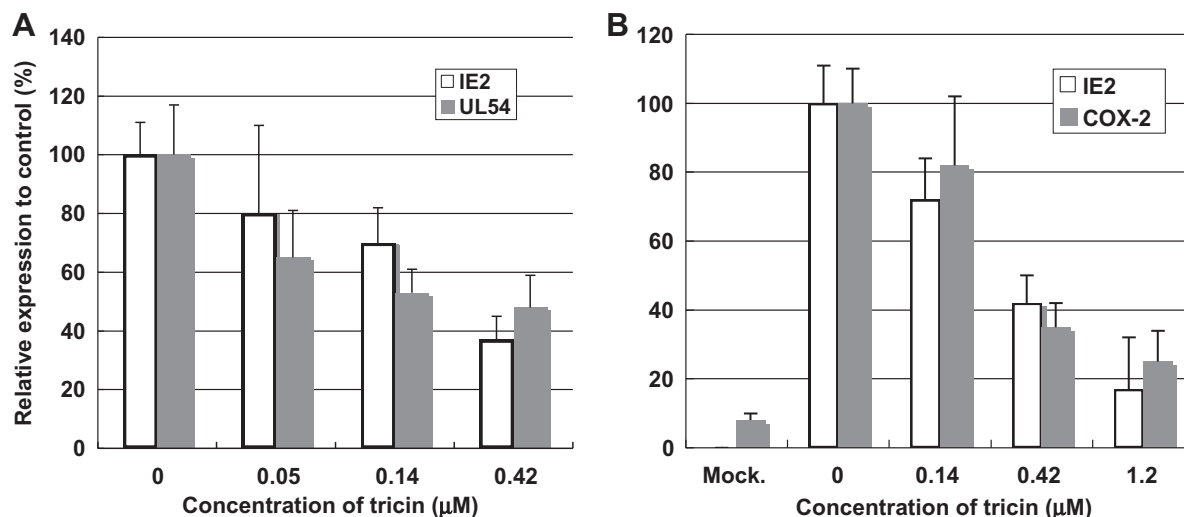 A
Relative expression to control (%)
140
120
100
80
60
40
20
0
IE2
UL54
0 0.05 0.14 0.42
Concentration of tricin (μM)
B
120
100
80
60
40
20
0
IE2
COX-2
Mock. 0 0.14 0.42 1.2
Concentration of tricin (μM)